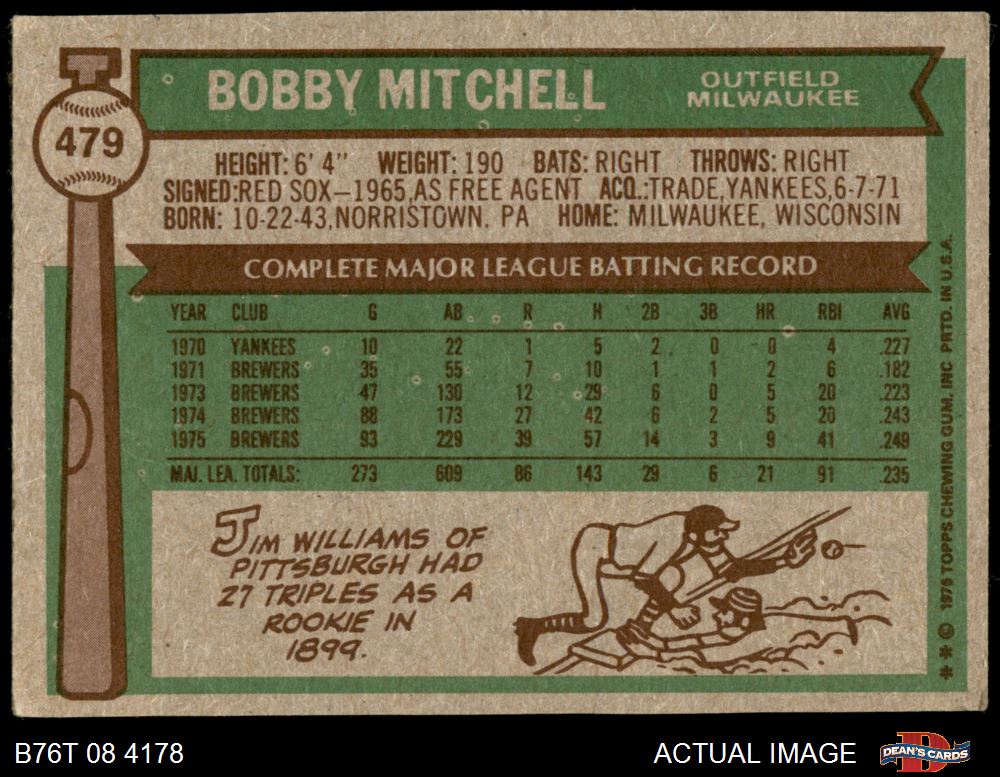 BOBBY MITCHELL
OUTFIELD
MILWAUKEE
479
HEIGHT: 6' 4" WEIGHT: 190 BATS: RIGHT THROWS: RIGHT
SIGNED:RED SOX—1965,AS FREE AGENT ACQ.:TRADE,YANKEES,6-7-71
BORN: 10-22-43,NORRISTOWN. PA HOME: MILWAUKEE, WISCONSIN
COMPLETE MAJOR LEAGUE BATTING RECORD
YEAR CLUB G AB R H 2B 3B HR RBI AVG
1970 YANKEES 10 22 1 5 2 0 0 4 .227
1971 BREWERS 35 55 7 10 1 1 2 6 .182
1973 BREWERS 47 130 12 29 6 0 5 20 .223
1974 BREWERS 88 173 27 42 6 2 5 20 .243
1975 BREWERS 93 229 39 57 14 3 9 41 .249
MAJ. LEA. TOTALS: 273 609 86 143 29 6 21 91 .235
JIM WILLIAMS OF
PITTSBURGH HAD
27 TRIPLES AS A
ROOKIE IN
1899.
** © 1976 TOPPS CHEWING GUM, INC PRTD. IN U.S.A.
B76T 08 4178
ACTUAL IMAGE
DEAN'S CARDS